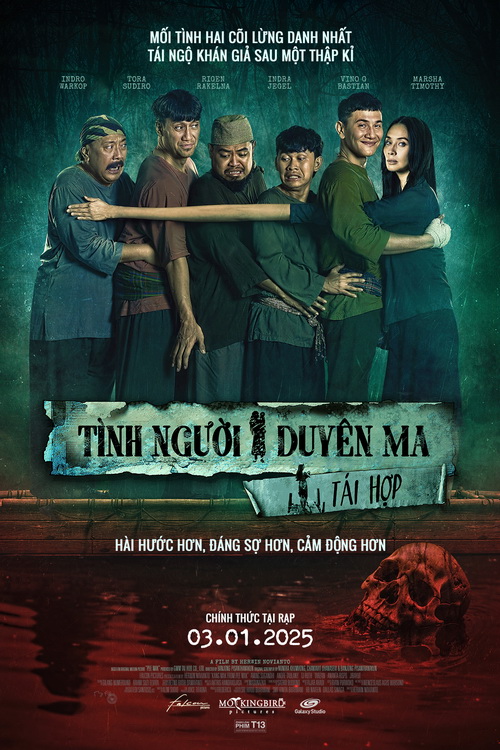 MỐI TÌNH HAI CÕI LỪNG DANH NHẤT
TÁI NGỘ KHÁN GIẢ SAU MỘT THẬP KỈ
INDRO WARKOP
TORA SUDIRO
RIGEN RAKELNA
INDRA JEGEL
VINO G BASTIAN
MARSHA TIMOTHY
TÌNH NGƯỜI DUYÊN MA
TÁI HỢP
HÀI HƯỚC HƠN, ĐÁNG SỢ HƠN, CẢM ĐỘNG HƠN
CHÍNH THỨC TẠI RẠP
03.01.2025
A FILM BY HERWIN NOVIANTO
Falcon
MOCKINGBIRD
pictures
Galaxy Studio
PHIM T13